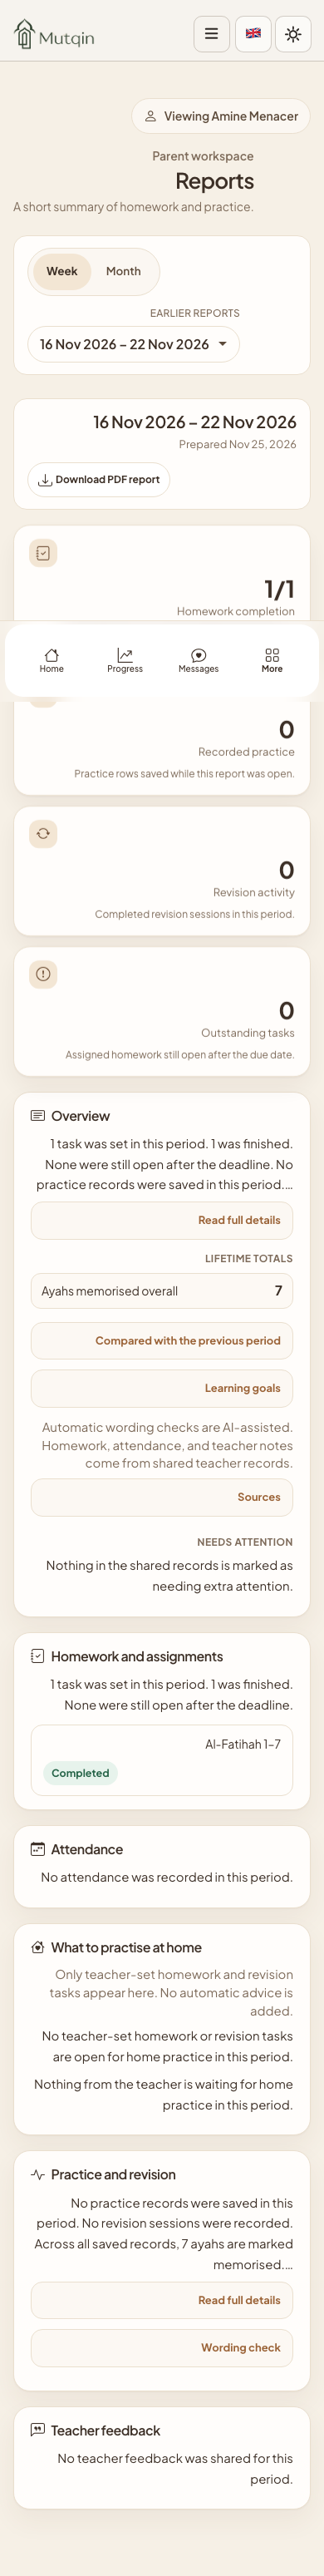 Mutqin
Viewing Amine Menacer
Parent workspace
Reports
A short summary of homework and practice.
Week
Month
EARLIER REPORTS
16 Nov 2026 – 22 Nov 2026
16 Nov 2026 – 22 Nov 2026
Prepared Nov 25, 2026
Download PDF report
1/1
Homework completion
Home
Progress
Messages
More
0
Recorded practice
Practice rows saved while this report was open.
0
Revision activity
Completed revision sessions in this period.
0
Outstanding tasks
Assigned homework still open after the due date.
Overview
1 task was set in this period. 1 was finished.
None were still open after the deadline. No
practice records were saved in this period....
Read full details
LIFETIME TOTALS
Ayahs memorised overall
7
Compared with the previous period
Learning goals
Automatic wording checks are AI-assisted.
Homework, attendance, and teacher notes
come from shared teacher records.
Sources
NEEDS ATTENTION
Nothing in the shared records is marked as
needing extra attention.
Homework and assignments
1 task was set in this period. 1 was finished.
None were still open after the deadline.
Al-Fatihah 1–7
Completed
Attendance
No attendance was recorded in this period.
What to practise at home
Only teacher-set homework and revision
tasks appear here. No automatic advice is
added.
No teacher-set homework or revision tasks
are open for home practice in this period.
Nothing from the teacher is waiting for home
practice in this period.
Practice and revision
No practice records were saved in this
period. No revision sessions were recorded.
Across all saved records, 7 ayahs are marked
memorised....
Read full details
Wording check
Teacher feedback
No teacher feedback was shared for this
period.